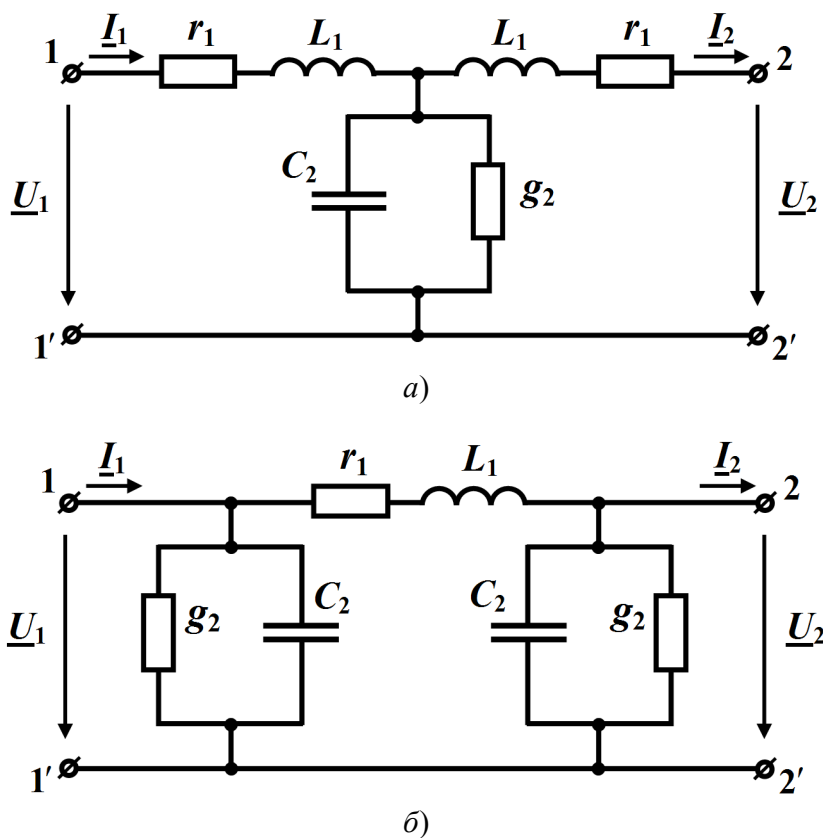 1 I₁ r₁ L₁ L₁ r₁ I₂ 2
C₂ g₂
U₁ U₂
1′ 2′
а)
1 I₁ r₁ L₁ I₂ 2
g₂ C₂ C₂ g₂
U₁ U₂
1′ 2′
б)